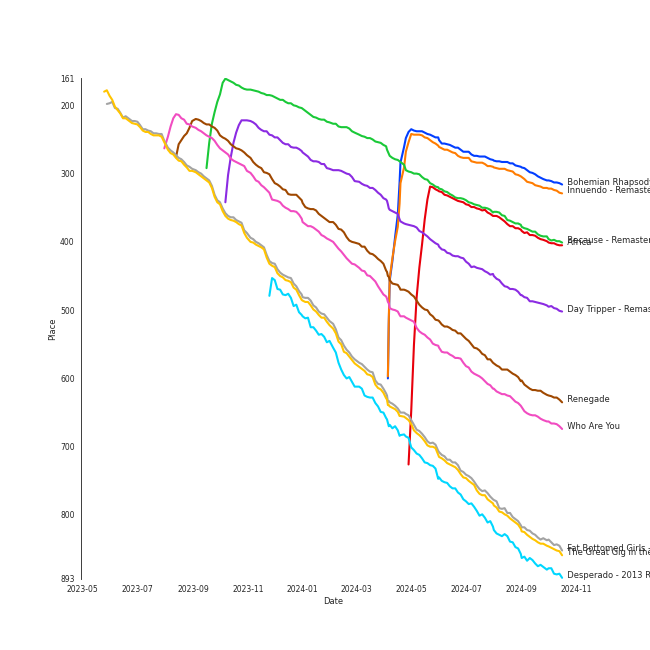 161
200
300
400
500
600
700
800
893
Place
2023-05
2023-07
2023-09
2023-11
2024-01
2024-03
2024-05
2024-07
2024-09
2024-11
Date
Bohemian Rhapsody
Innuendo - Remaste
Because - Remaster
Day Tripper - Remas
Renegade
Who Are You
Fat Bottomed Girls
The Great Gig in the
Desperado - 2013 R